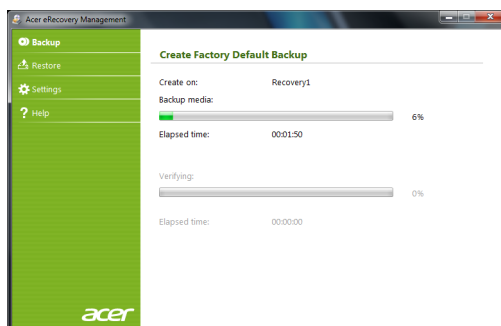 Acer eRecovery Management
Backup
Restore
Settings
? Help
Create Factory Default Backup
Create on: Recovery1
Backup media:
6%
Elapsed time: 00:01:50
Verifying:
0%
Elapsed time: 00:00:00
acer